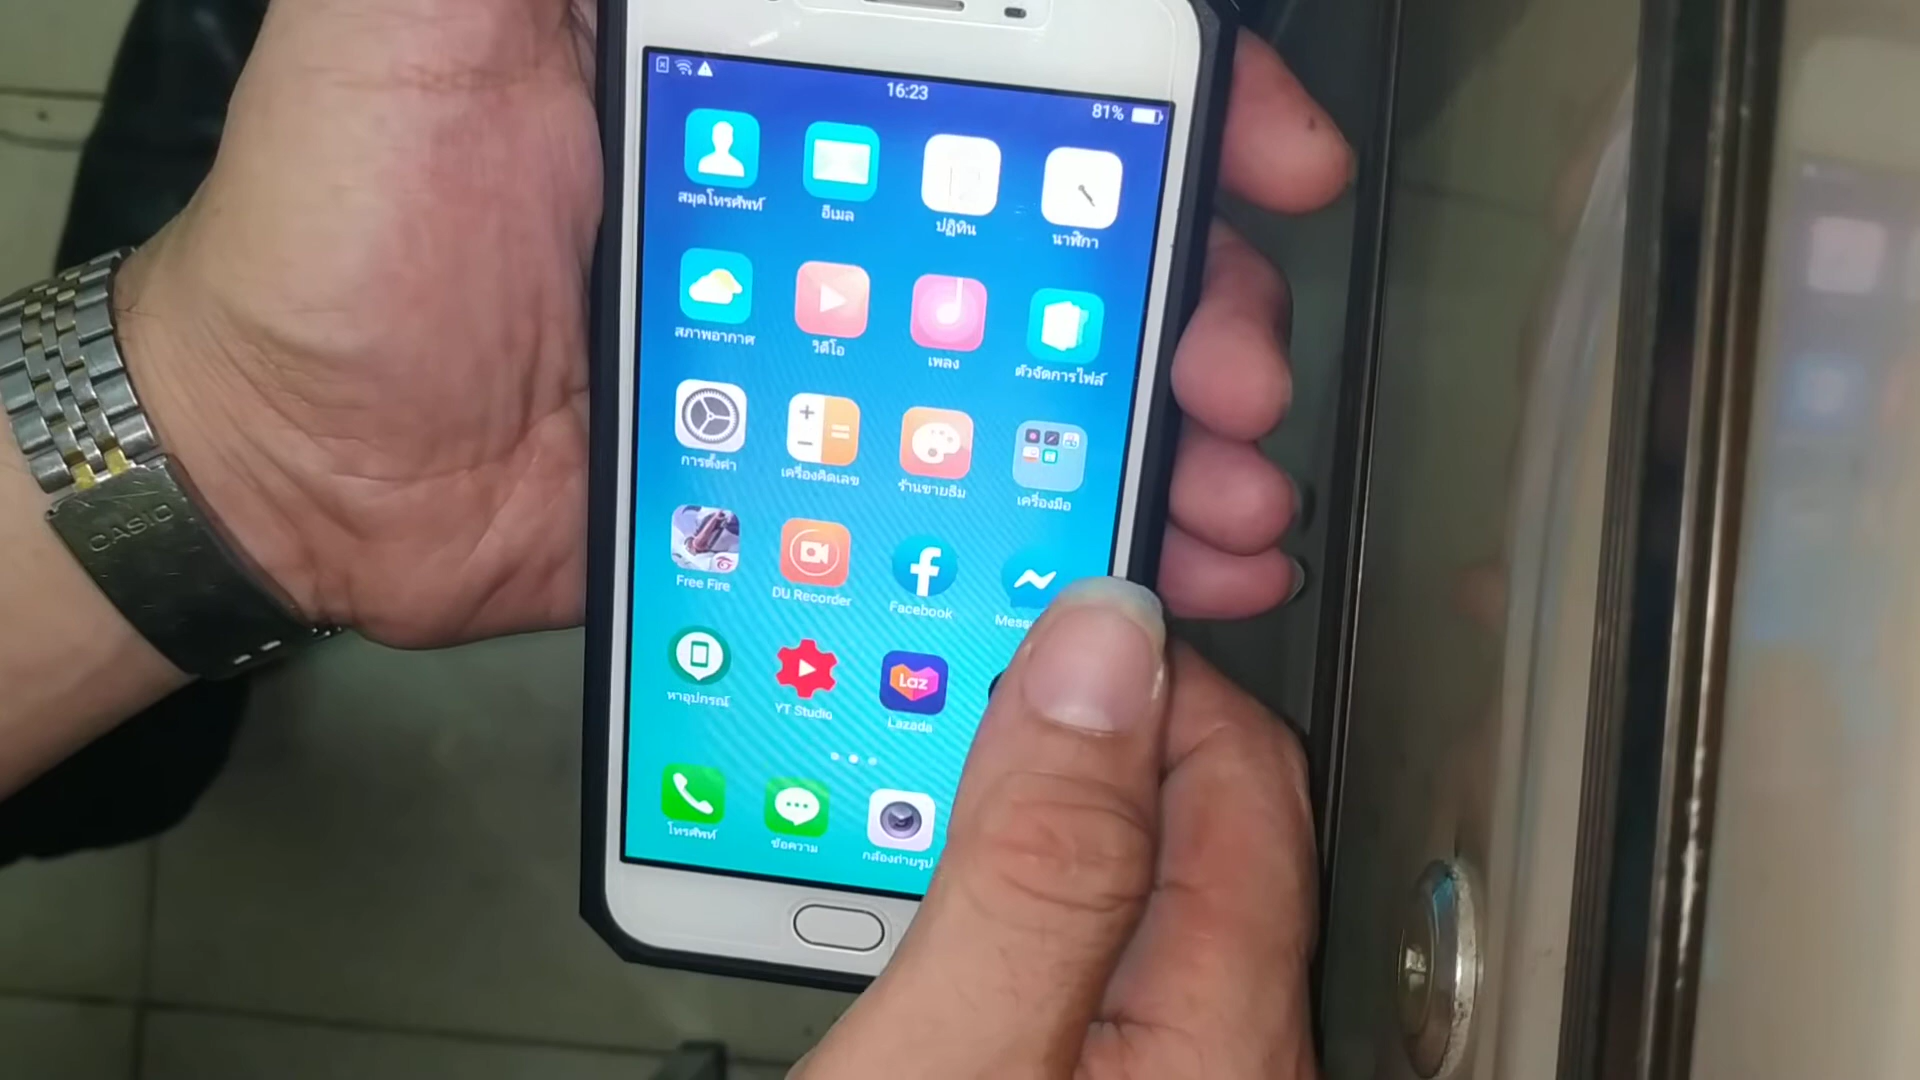 16:23
81%
สมุดโทรศัพท์
อีเมล
ปฏิทิน
นาฬิกา
สภาพอากาศ
วิดีโอ
เพลง
ตัวจัดการไฟล์
การตั้งค่า
เครื่องคิดเลข
ร้านขายธีม
เครื่องมือ
Free Fire
DU Recorder
Facebook
หาอุปกรณ์
YT Studio
Laz
Lazada
โทรศัพท์
ข้อความ
กล้องถ่ายรูป
CASIO